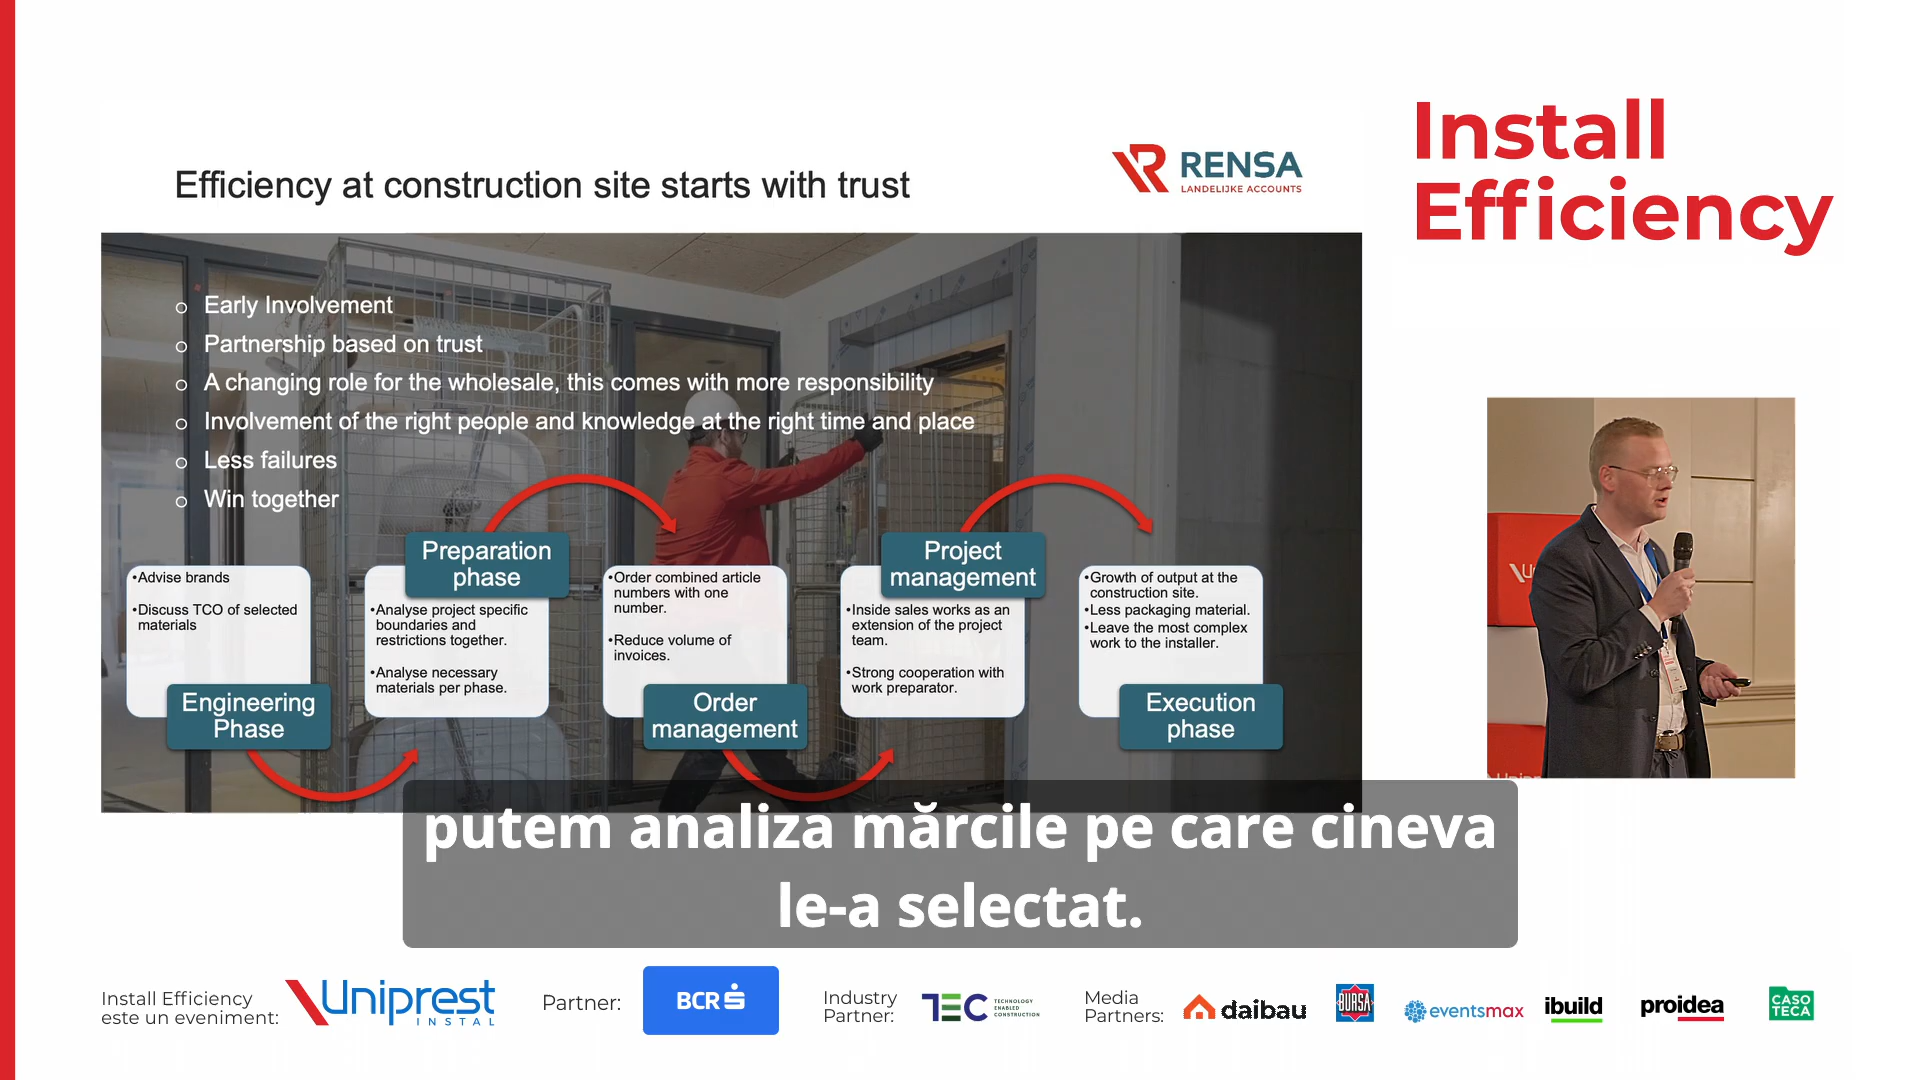 Install
Efficiency
Efficiency at construction site starts with trust
RENSA
LANDELIJKE ACCOUNTS
o Early Involvement
o Partnership based on trust
o A changing role for the wholesale, this comes with more responsibility
o Involvement of the right people and knowledge at the right time and place
o Less failures
o Win together
•Advise brands
•Discuss TCO of selected
materials
Engineering
Phase
Preparation
phase
•Analyse project specific
boundaries and
restrictions together.
•Analyse necessary
materials per phase.
•Order combined article
numbers with one
number.
•Reduce volume of
invoices.
Order
management
Project
management
•Inside sales works as an
extension of the project
team.
•Strong cooperation with
work preparator.
•Growth of output at the
construction site.
•Less packaging material.
•Leave the most complex
work to the installer.
Execution
phase
putem analiza mărcile pe care cineva
le-a selectat.
Install Efficiency
este un eveniment:
Uniprest
INSTAL
Partner:
BCR
Industry
Partner:
TEC
TECHNOLOGY
ENABLED
CONSTRUCTION
Media
Partners:
daibau
BURSA
eventsmax
ibuild
proidea
CASO
TECA